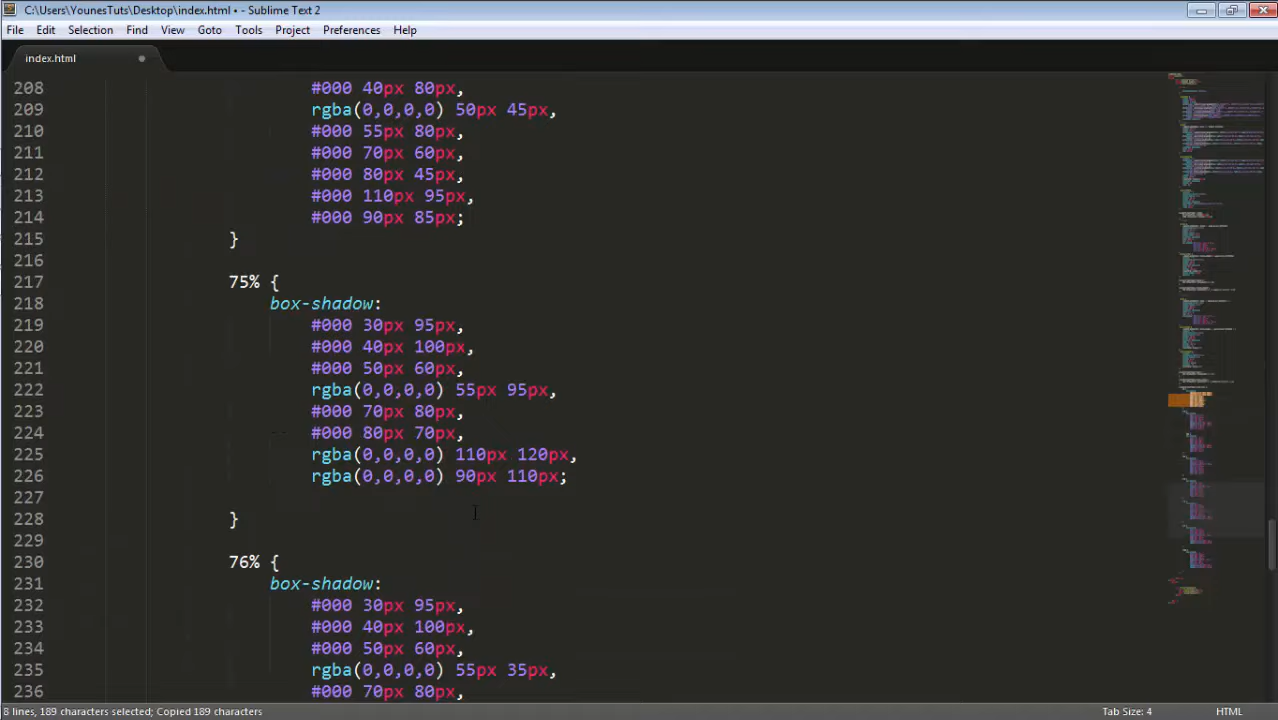 C:\Users\YounesTuts\Desktop\index.html • - Sublime Text 2
File Edit Selection Find View Goto Tools Project Preferences Help
index.html
208 #000 40px 80px,
209 rgba(0,0,0,0) 50px 45px,
210 #000 55px 80px,
211 #000 70px 60px,
212 #000 80px 45px,
213 #000 110px 95px,
214 #000 90px 85px;
215 }
216
217 75% {
218 box-shadow:
219 #000 30px 95px,
220 #000 40px 100px,
221 #000 50px 60px,
222 rgba(0,0,0,0) 55px 95px,
223 #000 70px 80px,
224 #000 80px 70px,
225 rgba(0,0,0,0) 110px 120px,
226 rgba(0,0,0,0) 90px 110px;
227
228 }
229
230 76% {
231 box-shadow:
232 #000 30px 95px,
233 #000 40px 100px,
234 #000 50px 60px,
235 rgba(0,0,0,0) 55px 35px,
236 #000 70px 80px,
8 lines, 189 characters selected; Copied 189 characters Tab Size: 4 HTML